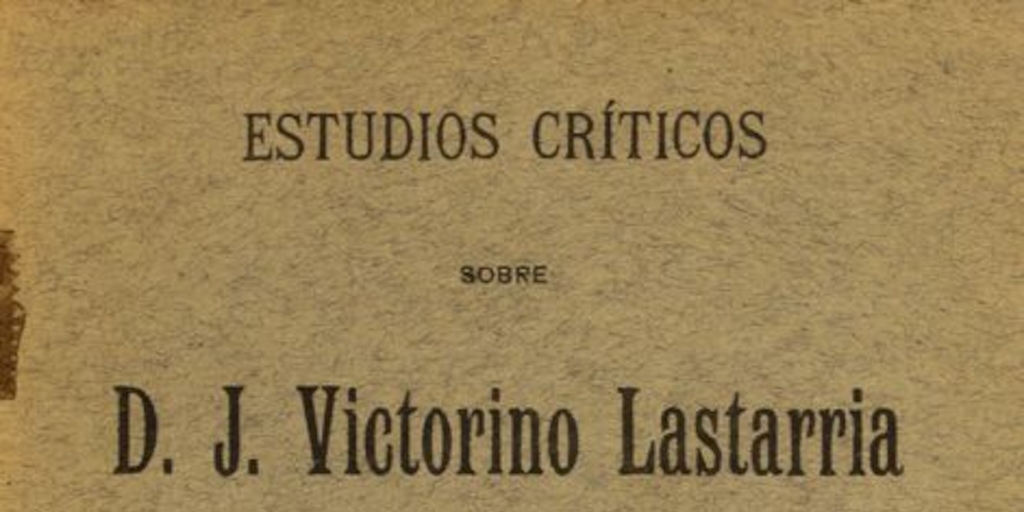 ESTUDIOS CRÍTICOS
SOBRE
D. J. Victorino Lastarria